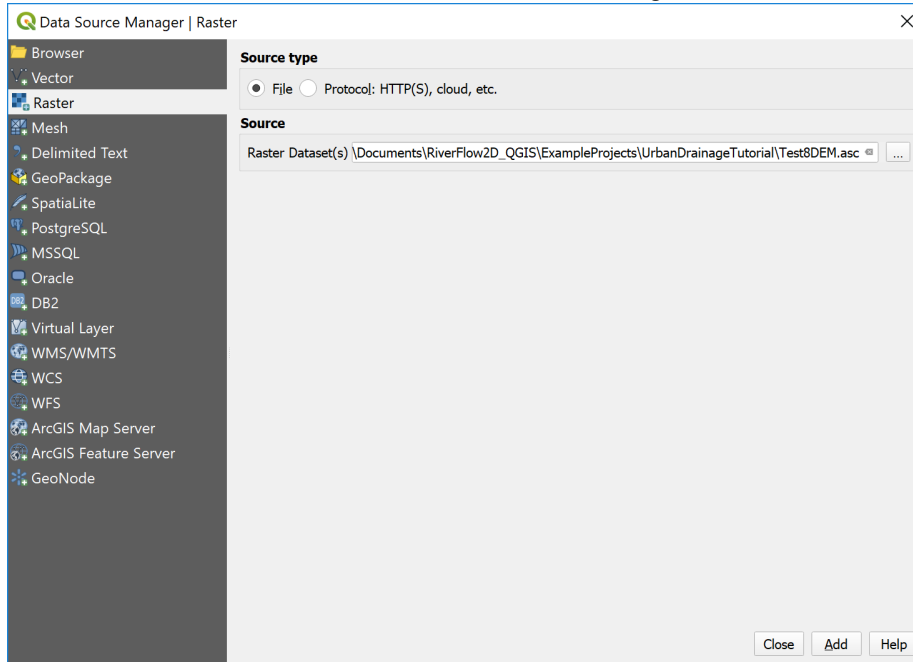 Data Source Manager | Raster
Browser
Vector
Raster
Mesh
Delimited Text
GeoPackage
SpatiaLite
PostgreSQL
MSSQL
Oracle
DB2
DB2
Virtual Layer
WMS/WMTS
WCS
WFS
ArcGIS Map Server
ArcGIS Feature Server
GeoNode
Source type
File Protocol: HTTP(S), cloud, etc.
Source
Raster Dataset(s) \Documents\RiverFlow2D_QGIS\ExampleProjects\UrbanDrainageTutorial\Test8DEM.asc ...
Close Add Help